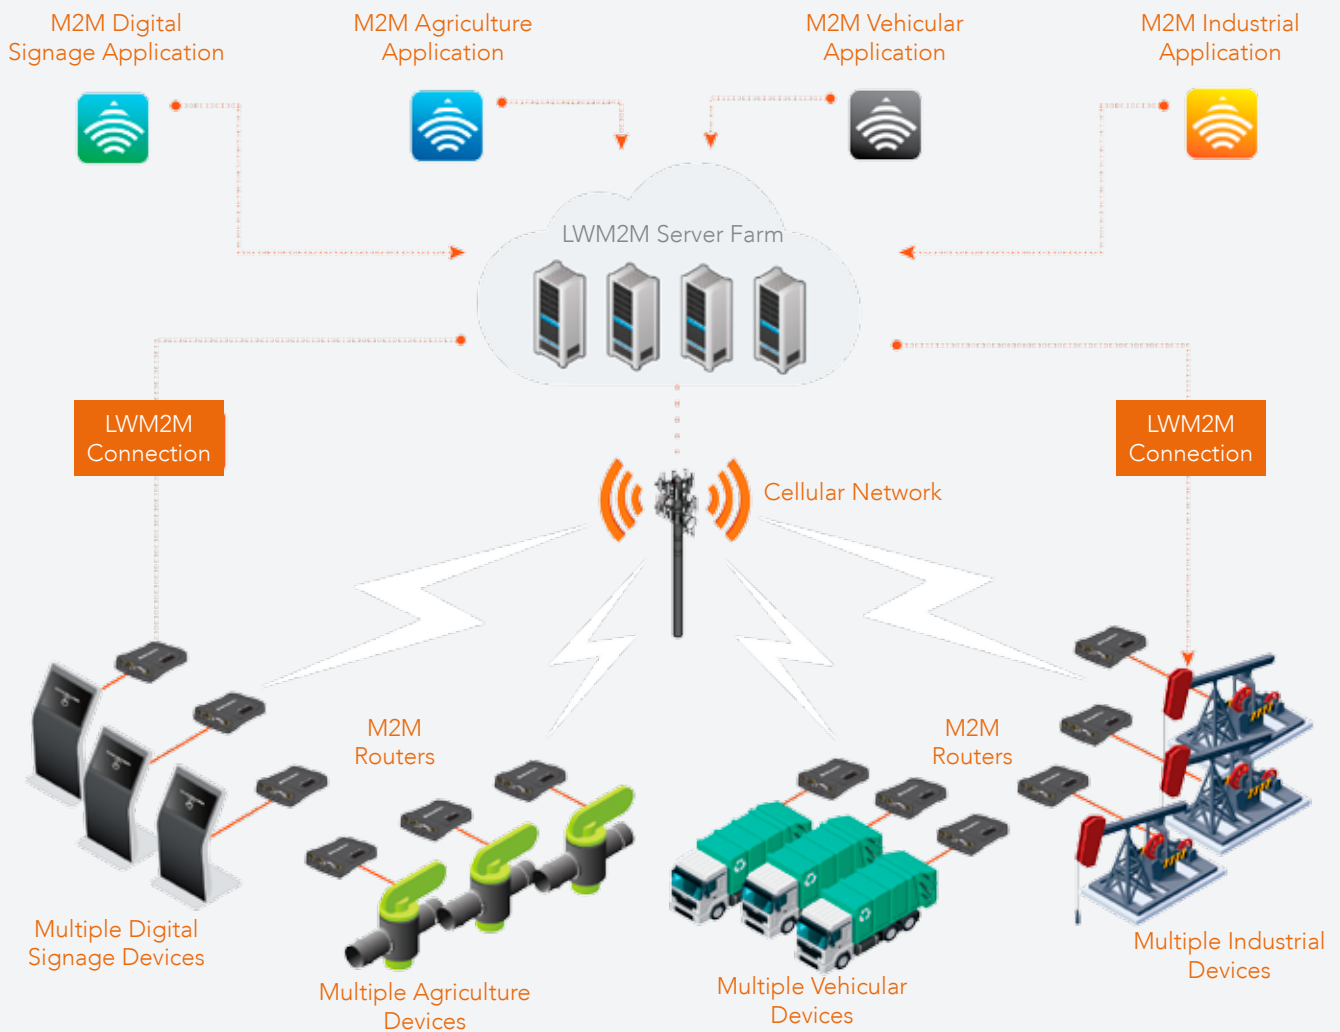 M2M Digital
Signage Application
M2M Agriculture
Application
M2M Vehicular
Application
M2M Industrial
Application
LWM2M Server Farm
LWM2M
Connection
LWM2M
Connection
Cellular Network
M2M
Routers
M2M
Routers
Multiple Digital
Signage Devices
Multiple Agriculture
Devices
Multiple Vehicular
Devices
Multiple Industrial
Devices